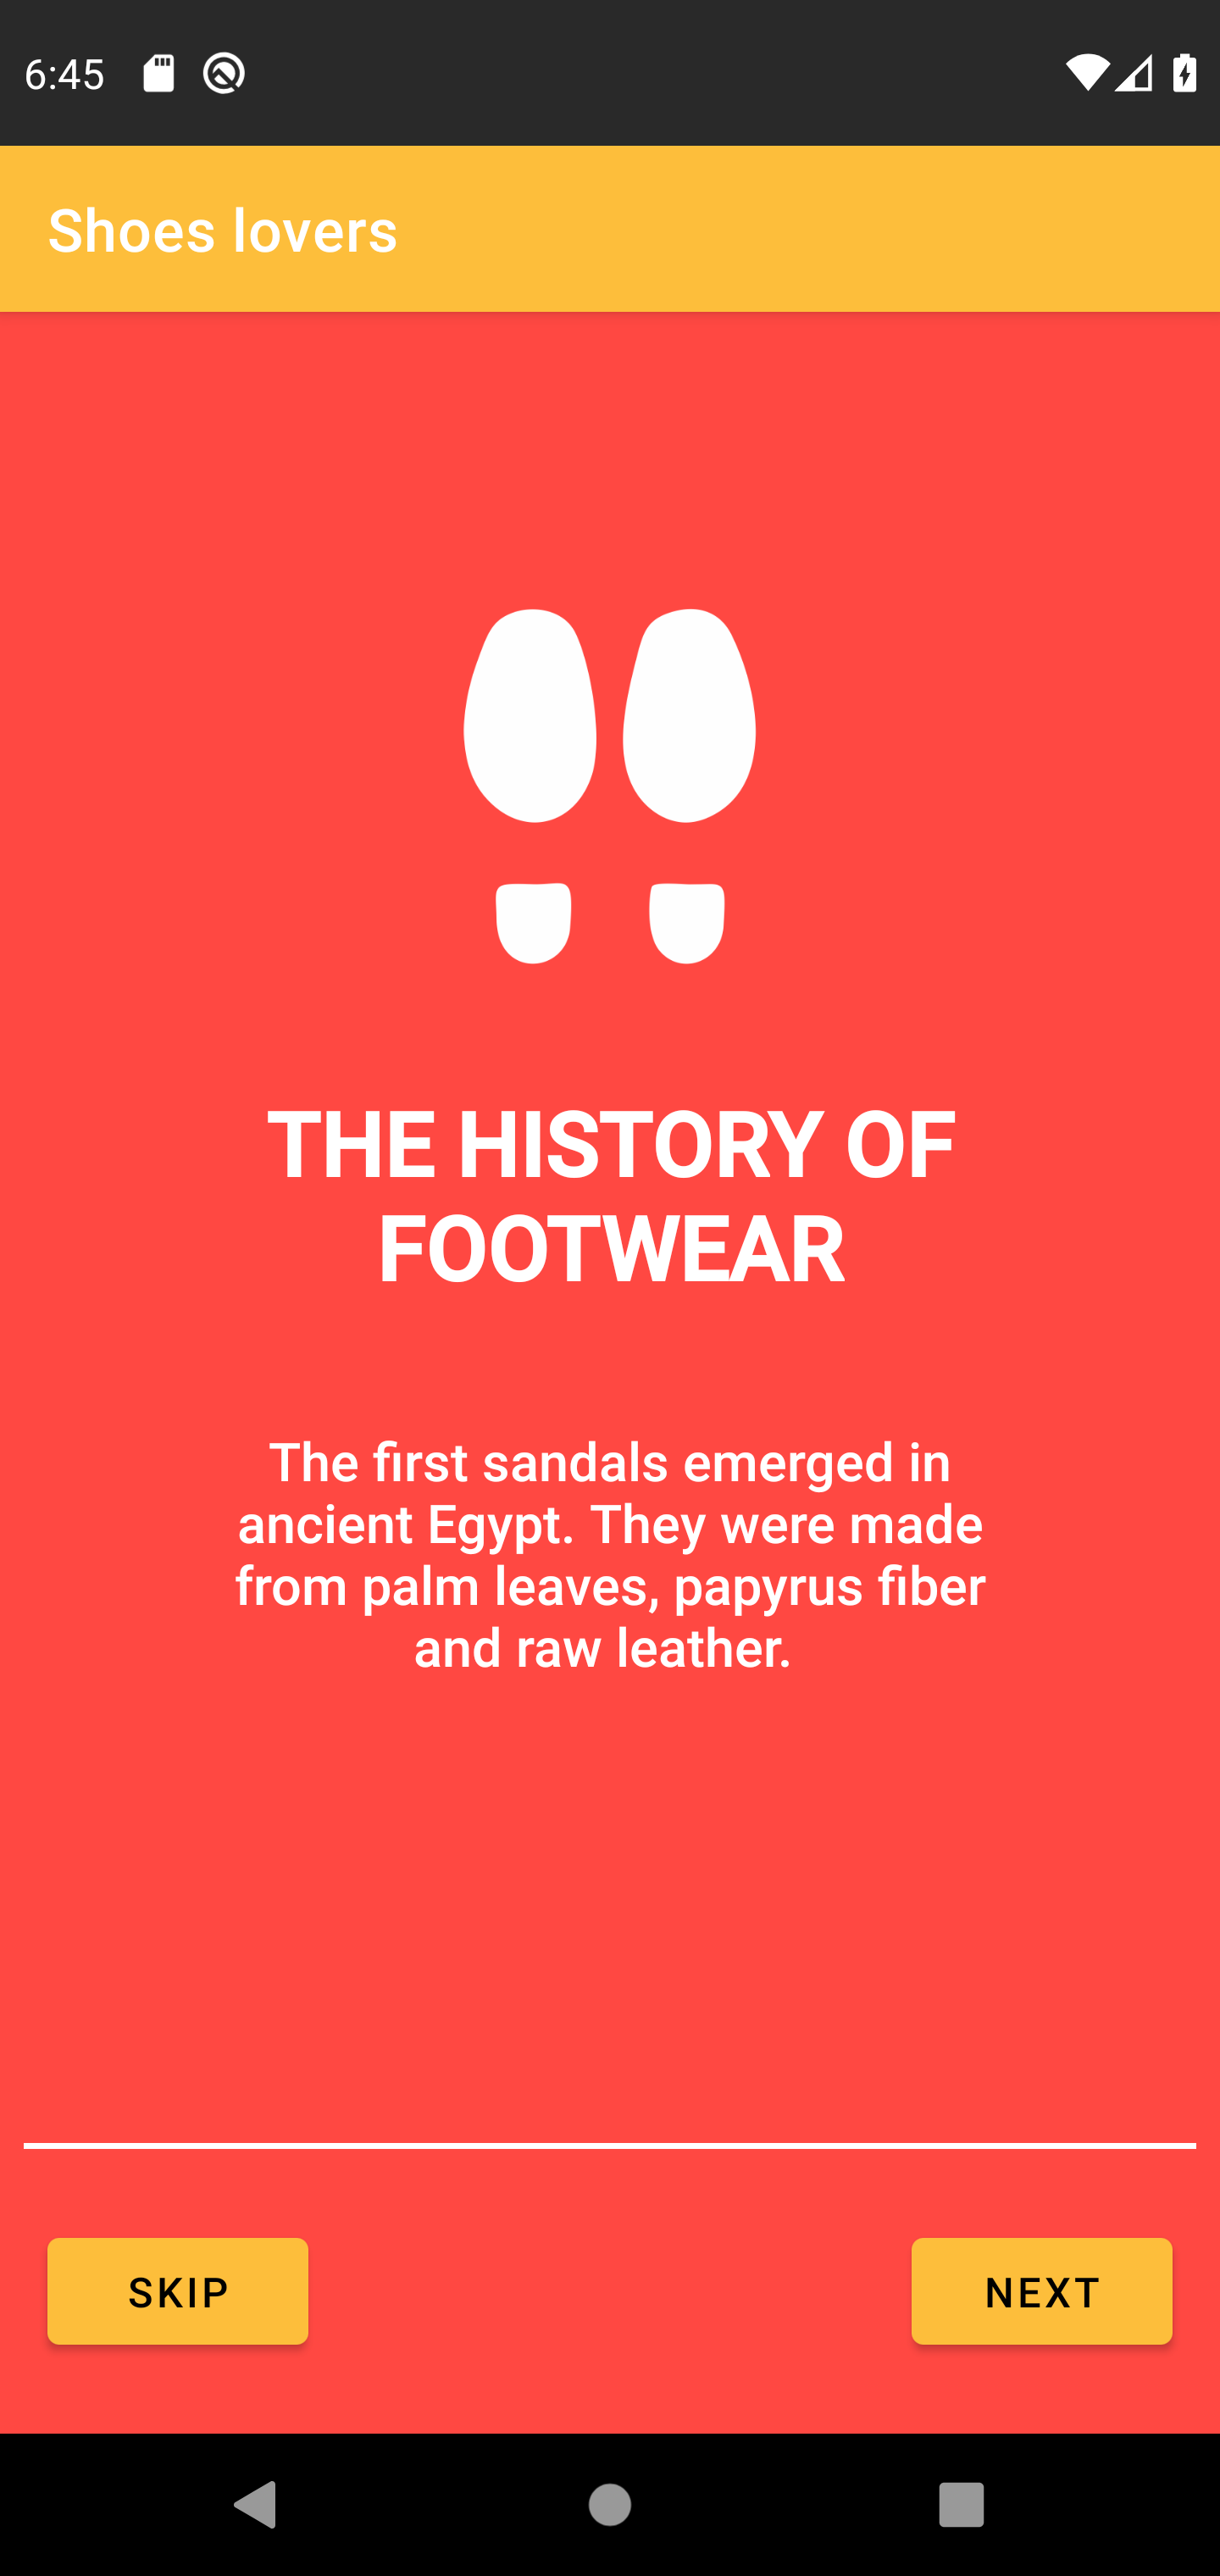 6:45
Shoes lovers
THE HISTORY OF
FOOTWEAR
The first sandals emerged in
ancient Egypt. They were made
from palm leaves, papyrus fiber
and raw leather.
SKIP
NEXT